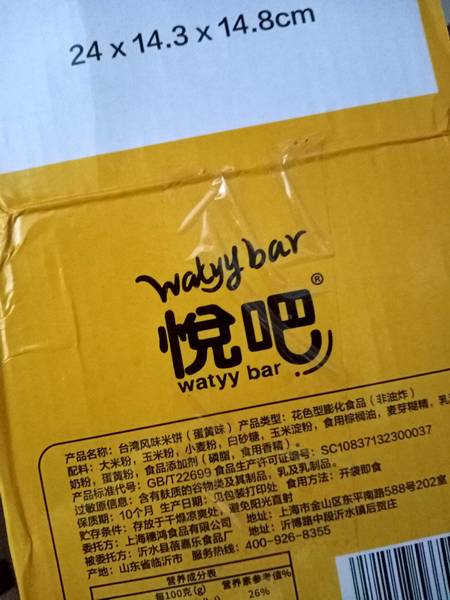 24 x 14.3 x 14.8cm
watyy bar
悦吧®
watyy bar
产品名称：台湾风味米饼（蛋黄味）产品类型：花色型膨化食品（非油炸）
配料：大米粉，玉米粉，小麦粉，白砂糖，玉米淀粉，食用棕榈油，麦芽糊精，乳
奶粉，蛋黄粉，食品添加剂（磷脂，食用香精）。
产品标准代号：GB/T22699 食品生产许可证编号：SC10837132300037
过敏原信息：含有麸质的谷物类及其制品，乳及乳制品。
保质期：10个月 生产日期：见包装打印处 食用方法：开袋即食
贮存条件：存放于干燥凉爽处，避免阳光直射
委托方：上海穗鸿食品有限公司 地址：上海市金山区东平南路588号202室
被委托方：沂水县蓓嘉乐食品厂 地址：沂博路中段沂水镇后贺庄
产地：山东省临沂市 服务热线：400-926-8355
营养成分表
每100克(g) 营养素参考值%
26%